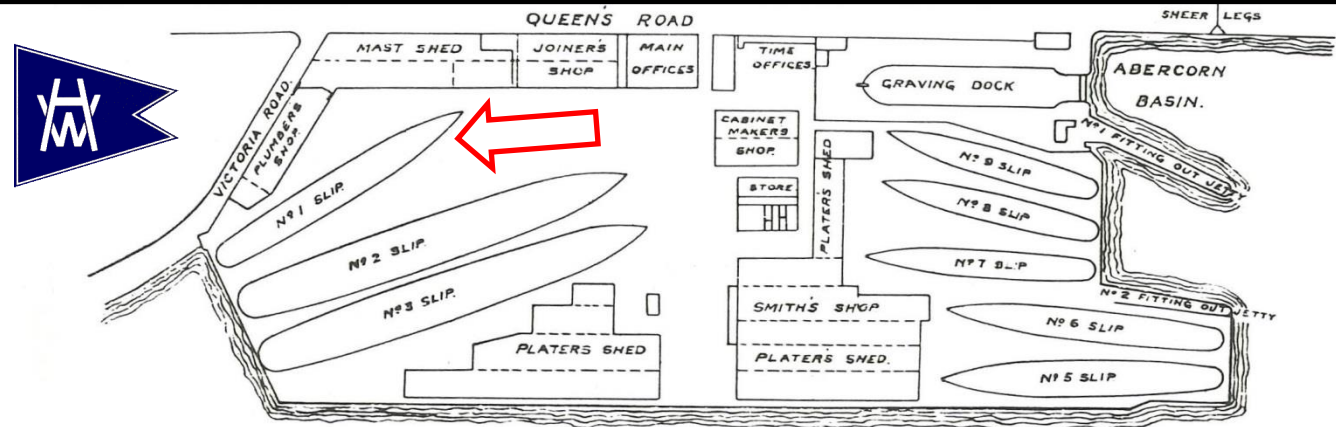 QUEEN'S ROAD
SHEER LEGS
MAST SHED
JOINER'S
SHOP
MAIN
OFFICES
TIME
OFFICES
GRAVING DOCK
ABERCORN
BASIN.
HW
VICTORIA ROAD.
PLUMBERS
SHOP.
CABINET
MAKERS
SHOP.
Nº 1 FITTING OUT JETTY
Nº 1 SLIP
Nº 2 SLIP.
Nº 3 SLIP.
STORE
PLATERS SHED
Nº 9 SLIP
Nº 8 SLIP
Nº 7 SLIP
Nº 2 FITTING OUT JETTY
SMITH'S SHOP
Nº 6 SLIP
PLATERS SHED
PLATER'S SHED.
Nº 5 SLIP